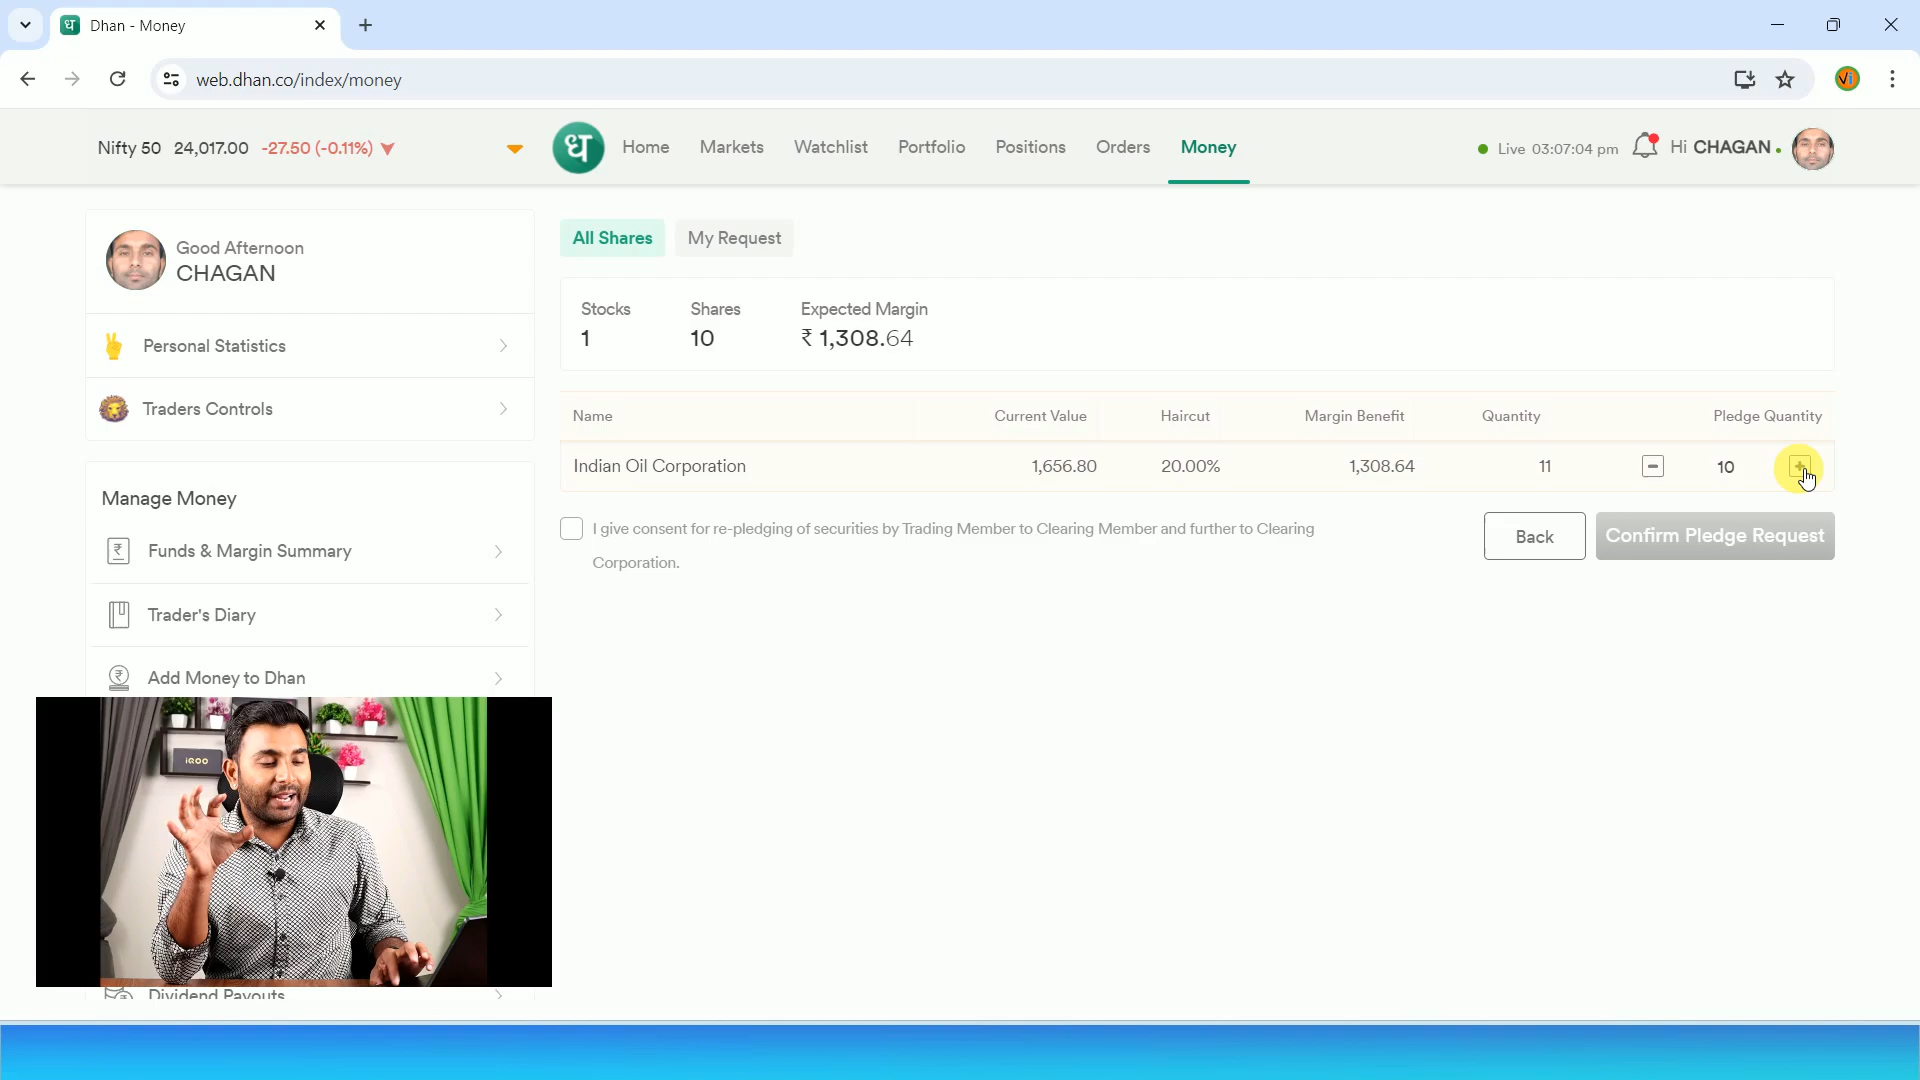 Dhan - Money
web.dhan.co/index/money
Vi
Nifty 50 24,017.00 -27.50 (-0.11%)
ध
Home Markets Watchlist Portfolio Positions Orders Money
Live 03:07:04 pm Hi CHAGAN
Good Afternoon
CHAGAN
Personal Statistics
Traders Controls
Manage Money
Funds & Margin Summary
Trader's Diary
Add Money to Dhan
Dividend Payouts
All Shares My Request
Stocks Shares Expected Margin
1 10 ₹ 1,308.64
Name Current Value Haircut Margin Benefit Quantity Pledge Quantity
Indian Oil Corporation 1,656.80 20.00% 1,308.64 11 10
I give consent for re-pledging of securities by Trading Member to Clearing Member and further to Clearing
Corporation.
Back Confirm Pledge Request
iQOO